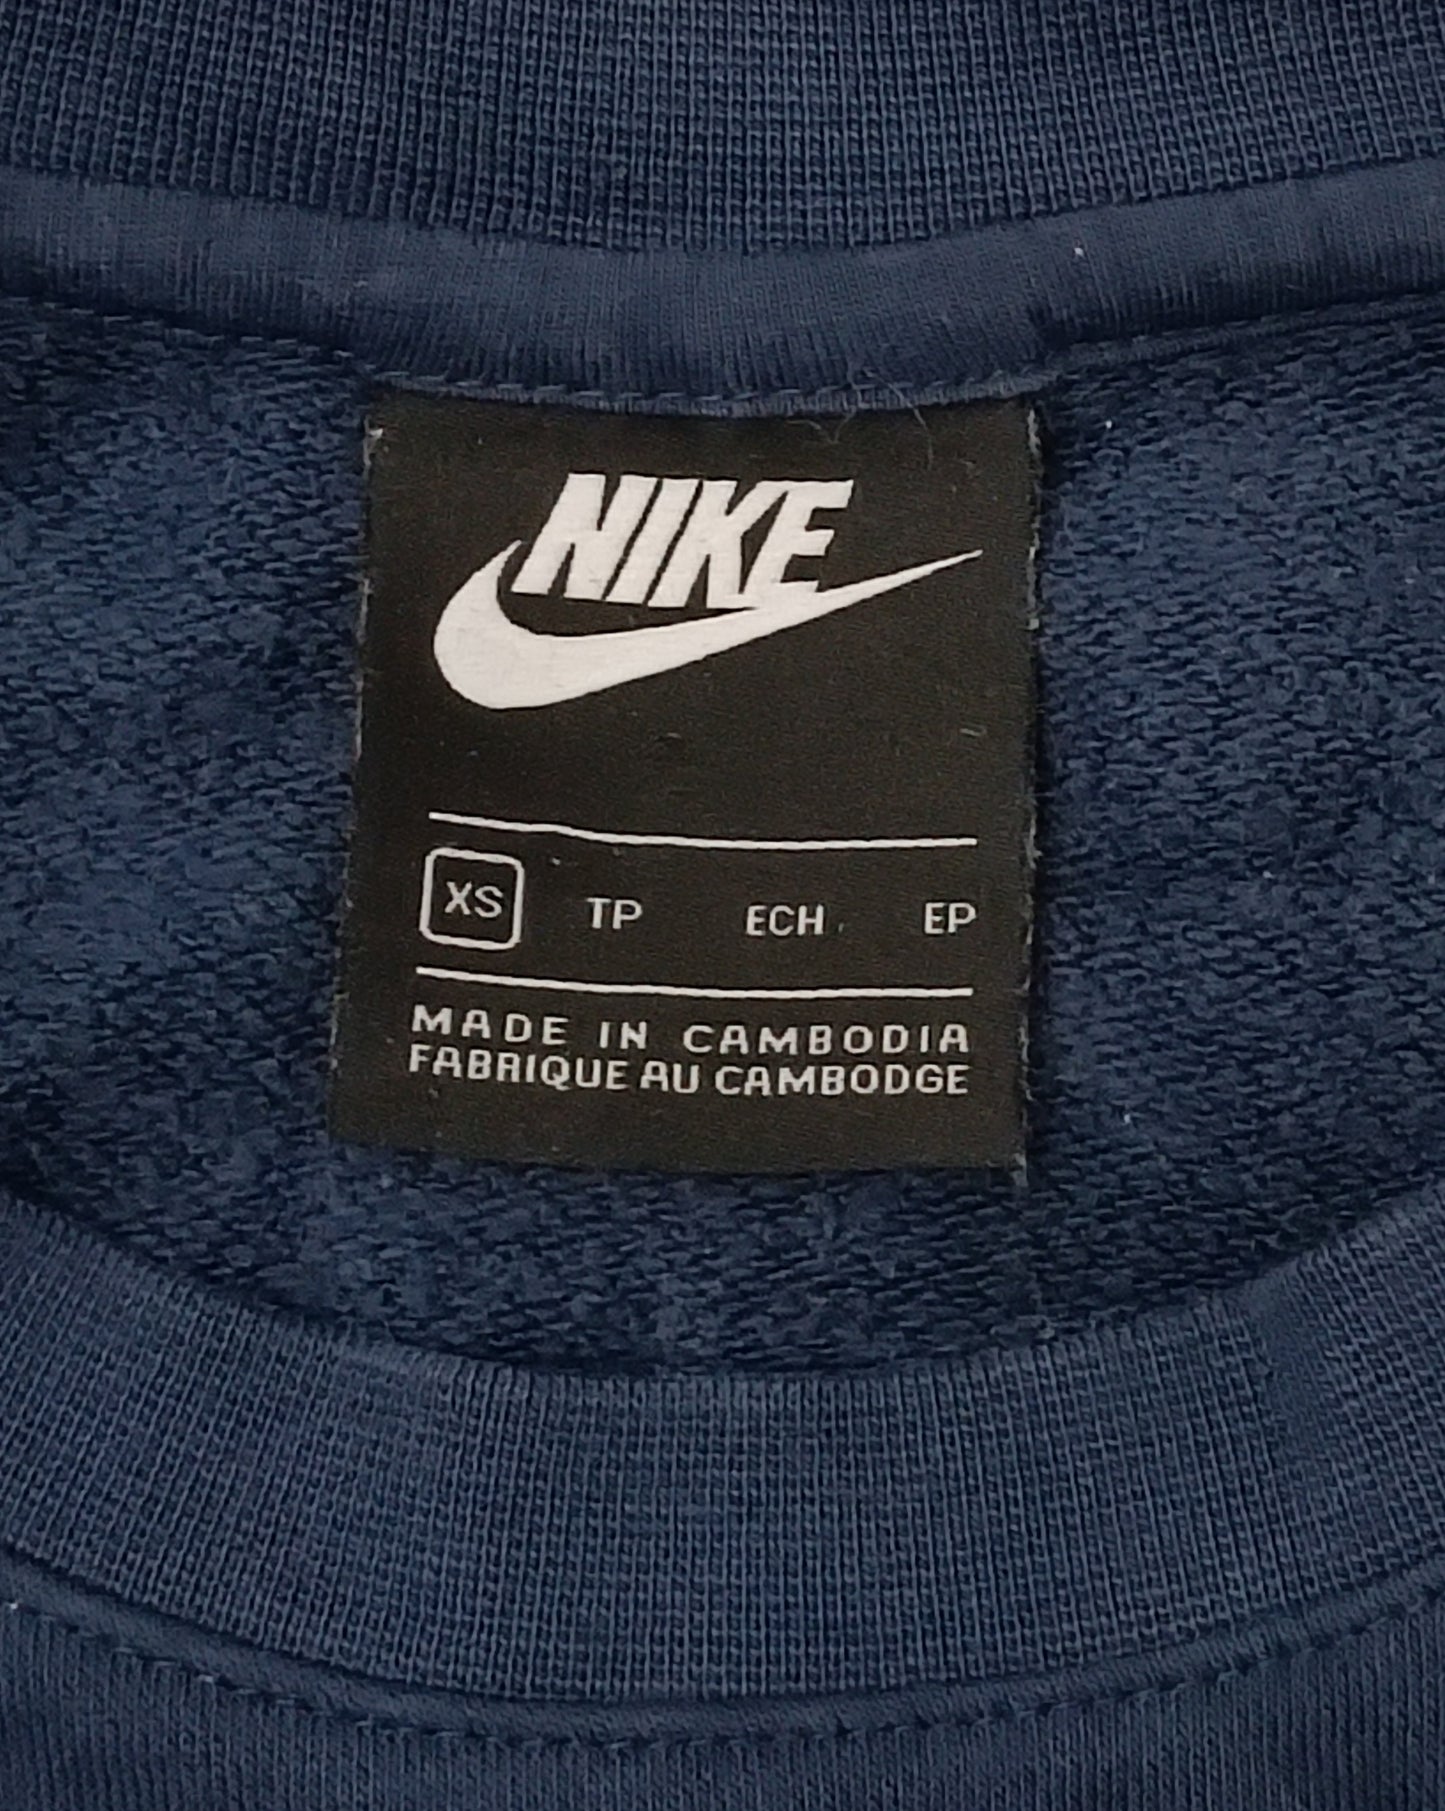 NIKE
XS TP ECH EP
MADE IN CAMBODIA
FABRIQUE AU CAMBODGE